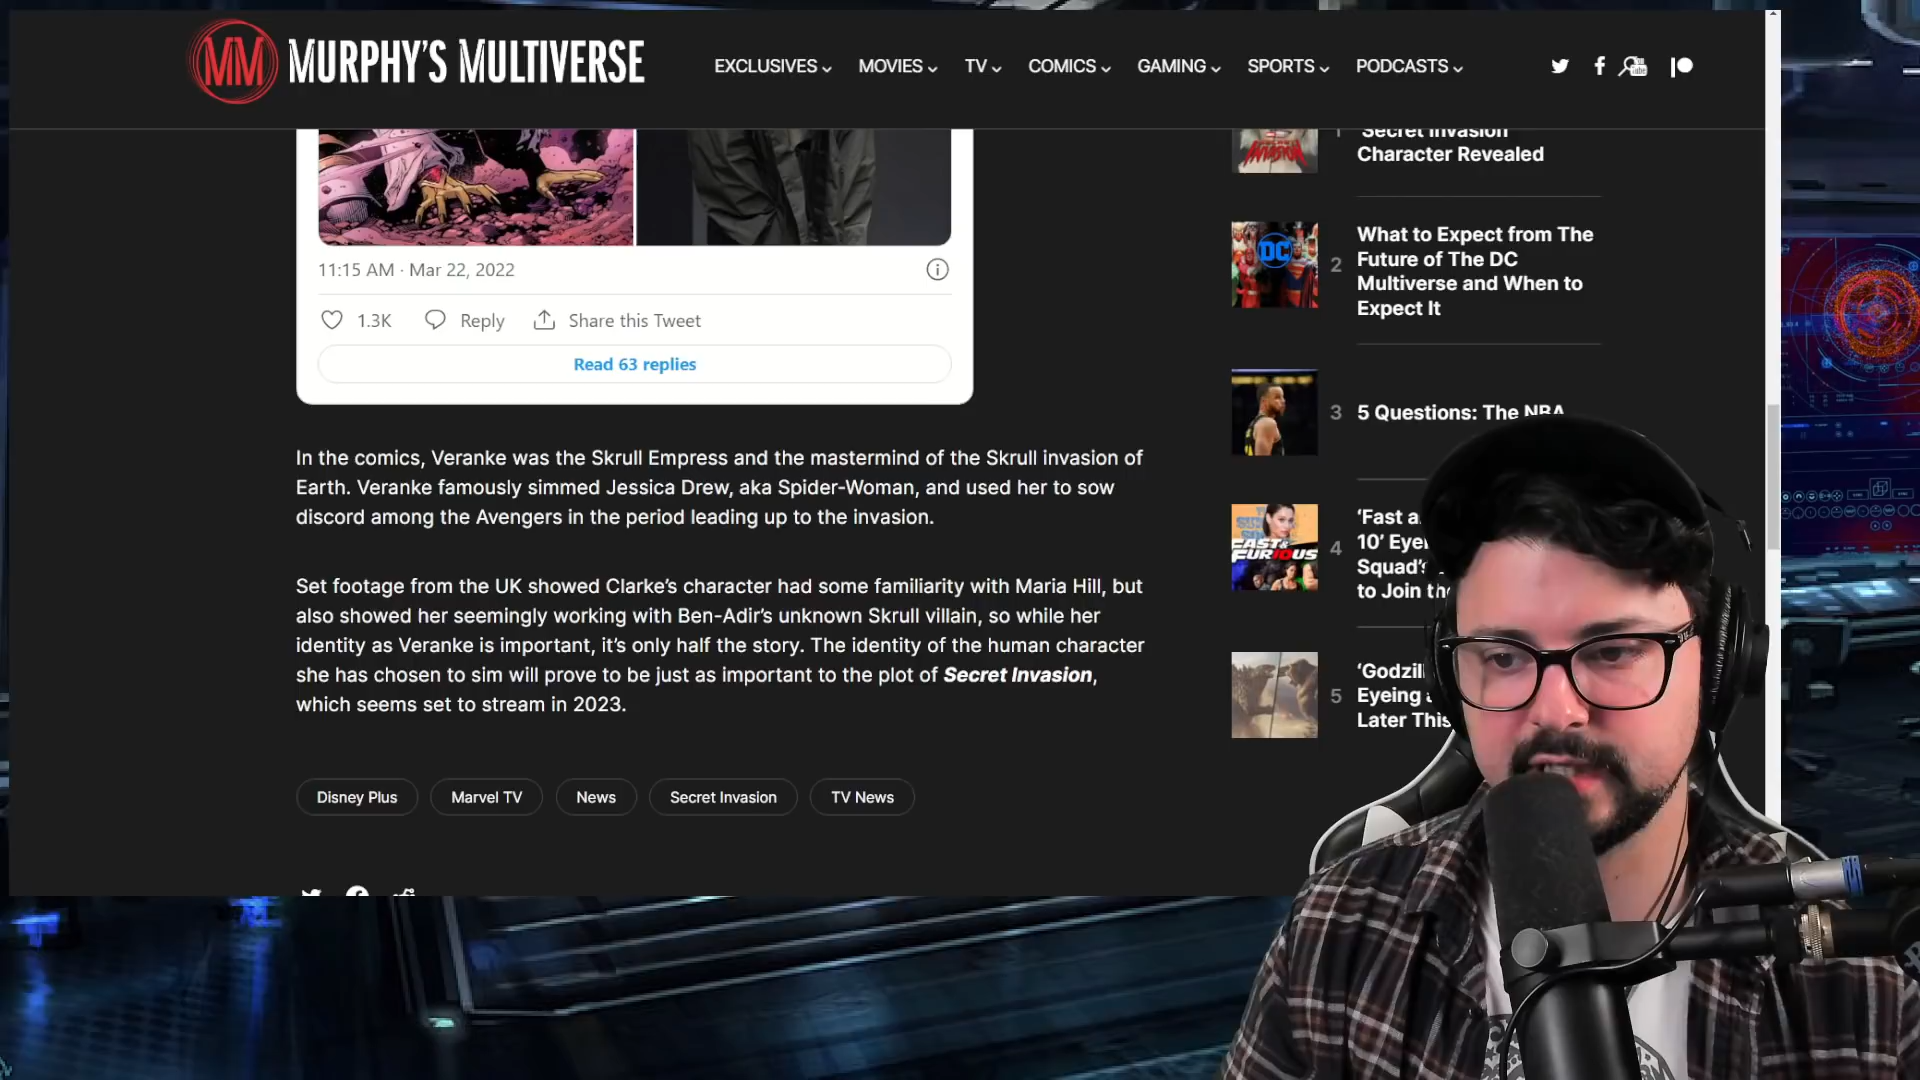 MM MURPHY'S MULTIVERSE
EXCLUSIVES MOVIES TV COMICS GAMING SPORTS PODCASTS
11:15 AM · Mar 22, 2022
1.3K Reply Share this Tweet
Read 63 replies
In the comics, Veranke was the Skrull Empress and the mastermind of the Skrull invasion of
Earth. Veranke famously simmed Jessica Drew, aka Spider-Woman, and used her to sow
discord among the Avengers in the period leading up to the invasion.
Set footage from the UK showed Clarke's character had some familiarity with Maria Hill, but
also showed her seemingly working with Ben-Adir's unknown Skrull villain, so while her
identity as Veranke is important, it's only half the story. The identity of the human character
she has chosen to sim will prove to be just as important to the plot of Secret Invasion,
which seems set to stream in 2023.
Disney Plus Marvel TV News Secret Invasion TV News
1 'Secret Invasion
Character Revealed
DC
2 What to Expect from The
Future of The DC
Multiverse and When to
Expect It
3 5 Questions: The NBA
FAST & FURIOUS
4 'Fast a
10' Eye
Squad's
to Join the
5 'Godzil
Eyeing
Later This